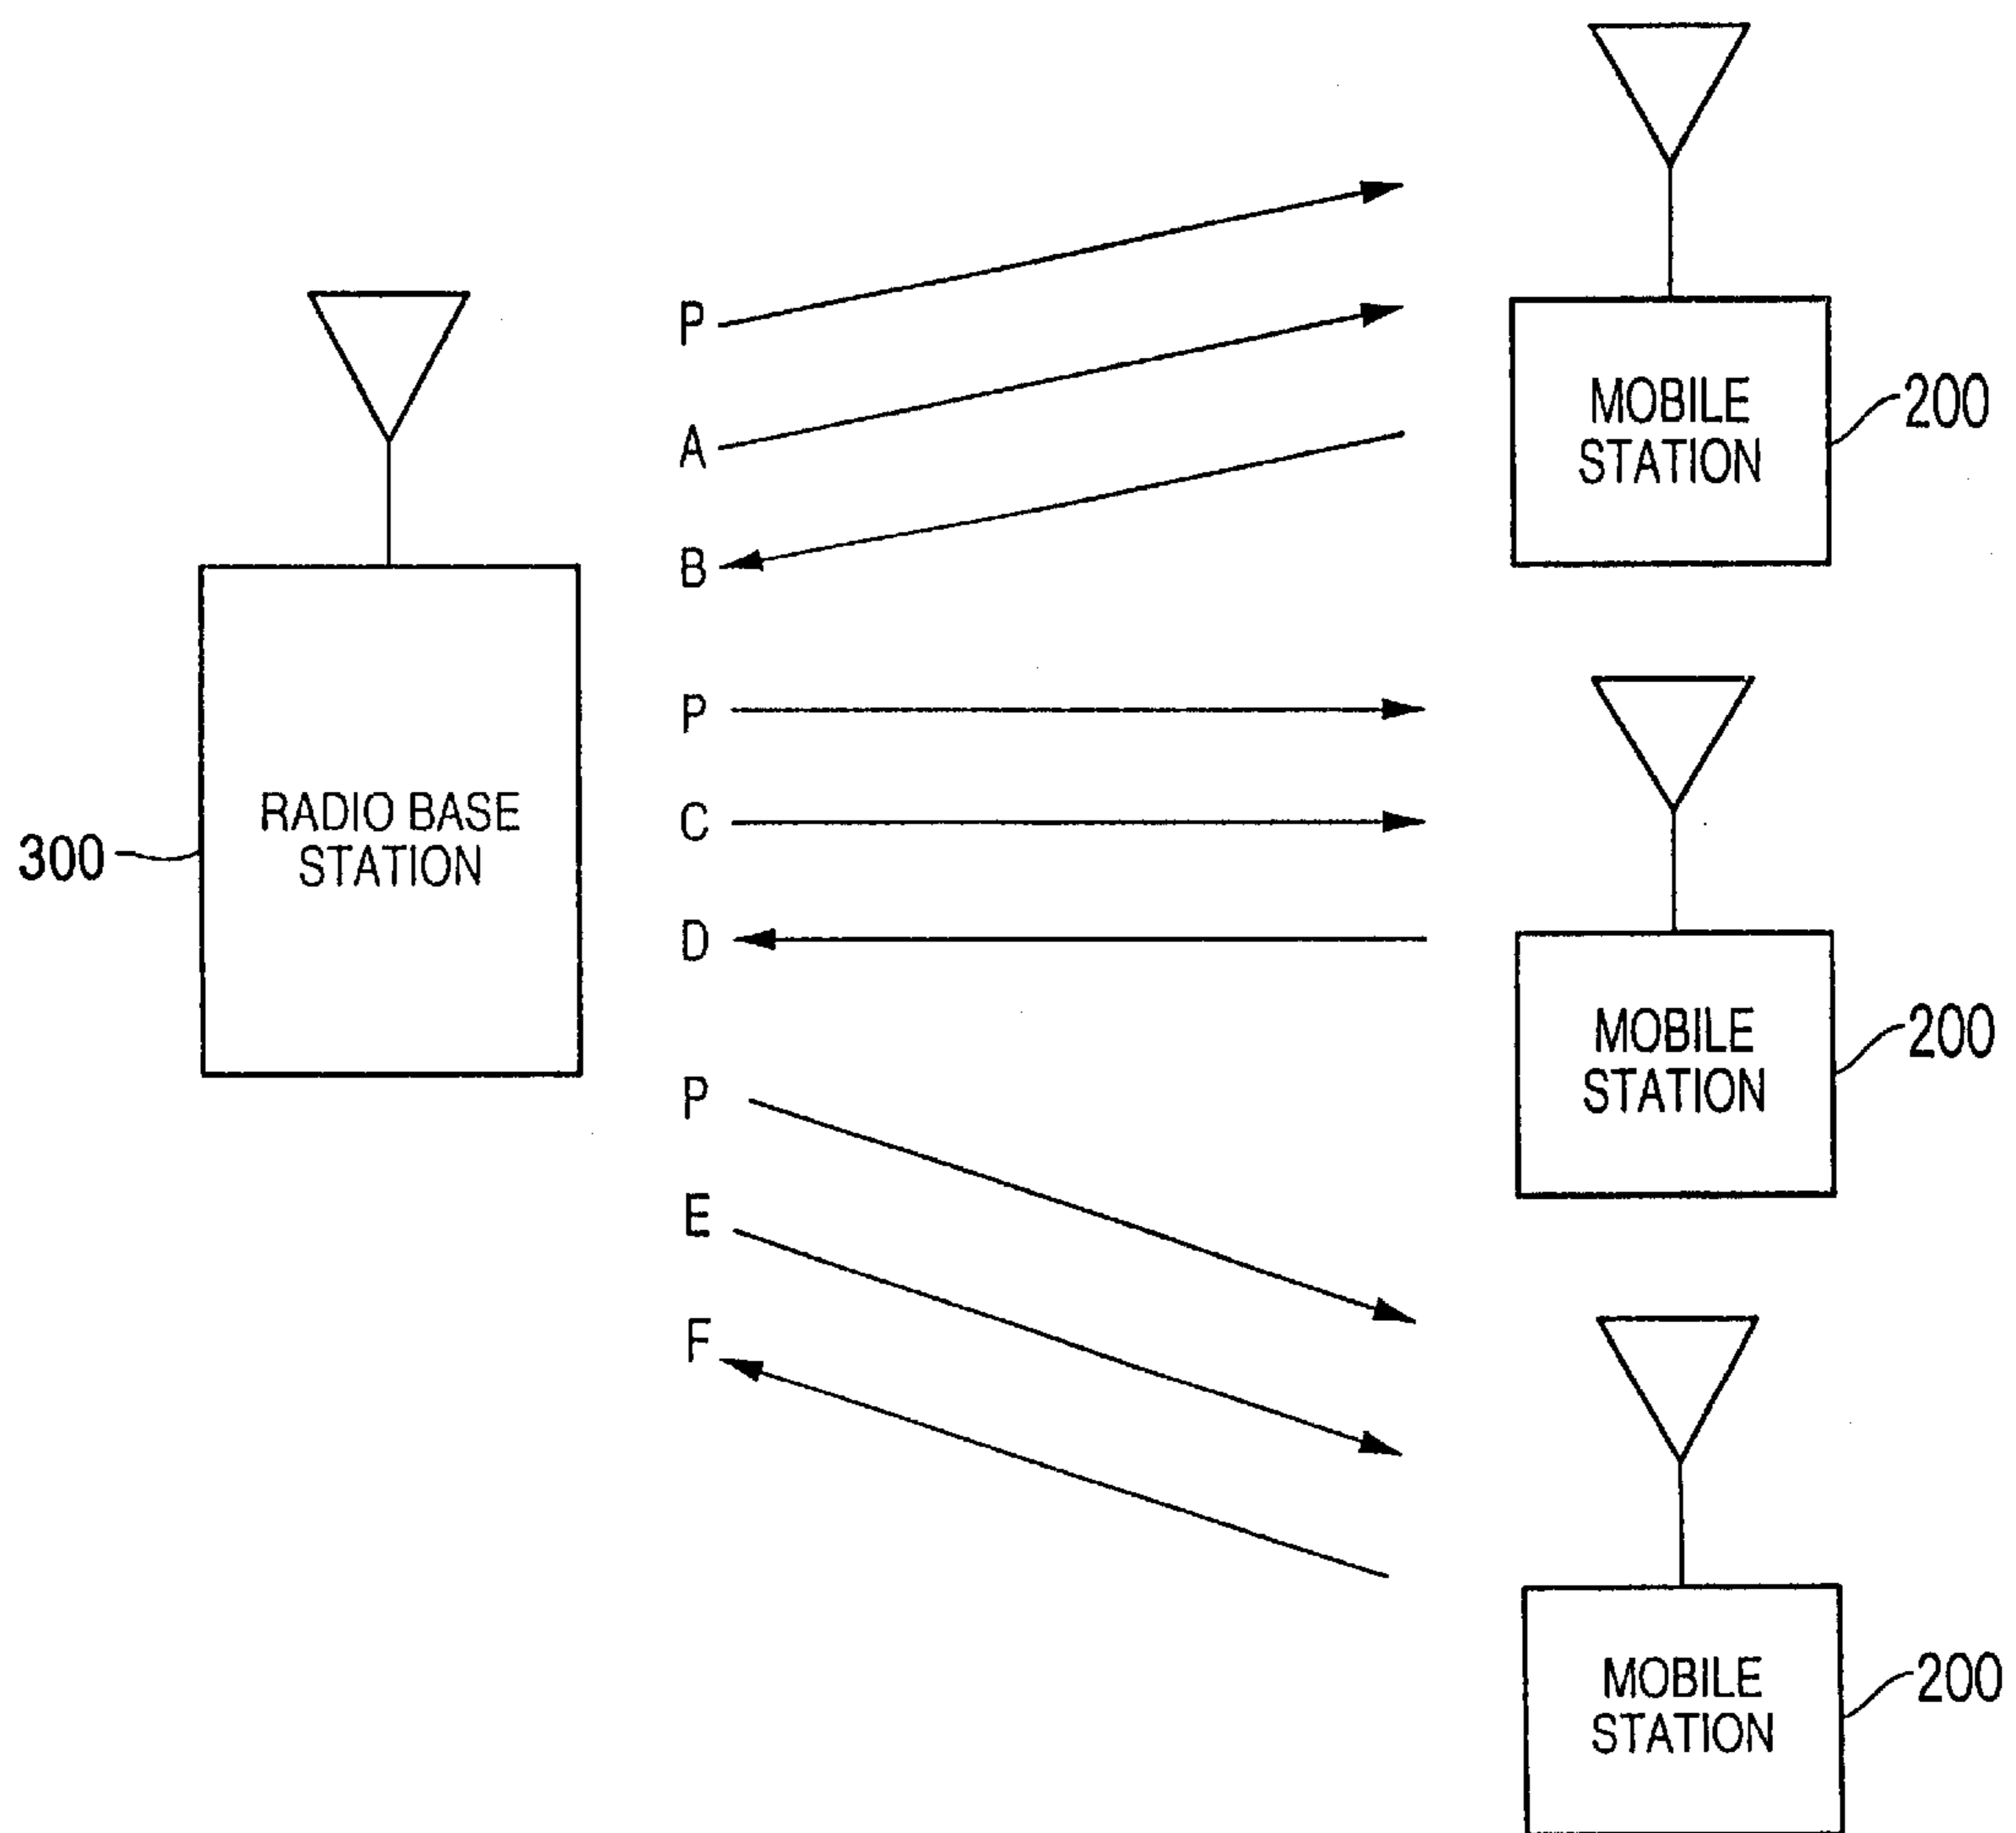 P
A
B
MOBILE
STATION
200
RADIO BASE
STATION
300
P
C
D
MOBILE
STATION
200
P
E
F
MOBILE
STATION
200